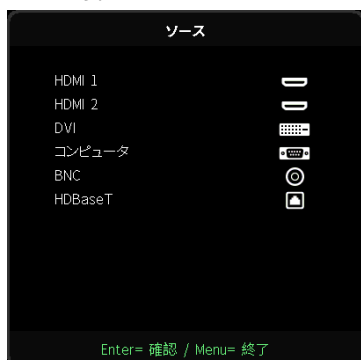 ソース
HDMI 1
HDMI 2
DVI
コンピュータ
BNC
HDBaseT
Enter= 確認 / Menu= 終了